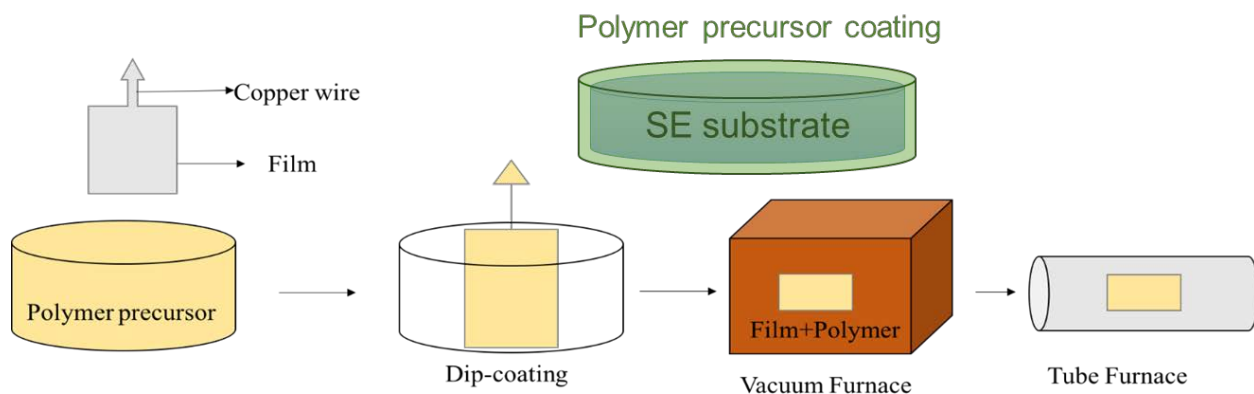 Polymer precursor coating
SE substrate
Copper wire
Film
Polymer precursor
Dip-coating
Film+Polymer
Vacuum Furnace
Tube Furnace